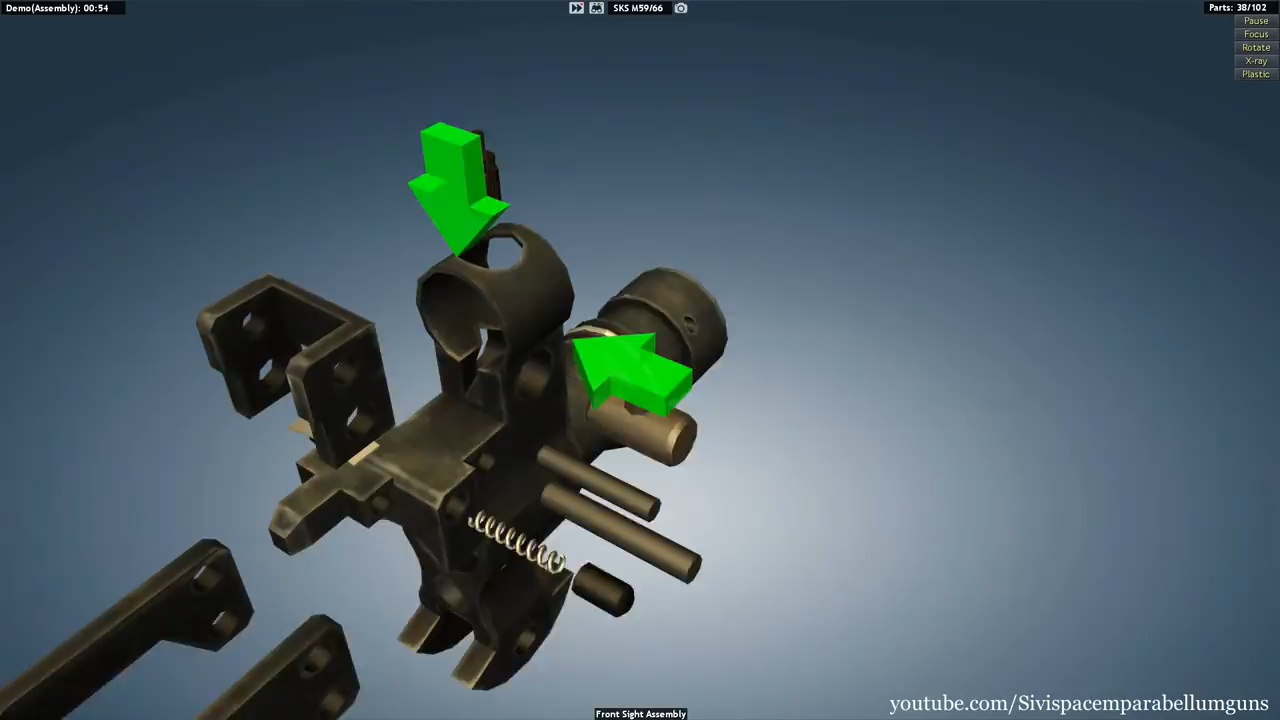 Demo(Assembly): 00:54
SKS M59/66
Parts: 38/102
Pause
Focus
Rotate
X-ray
Plastic
youtube.com/Sivispacemparabellumguns
Front Sight Assembly